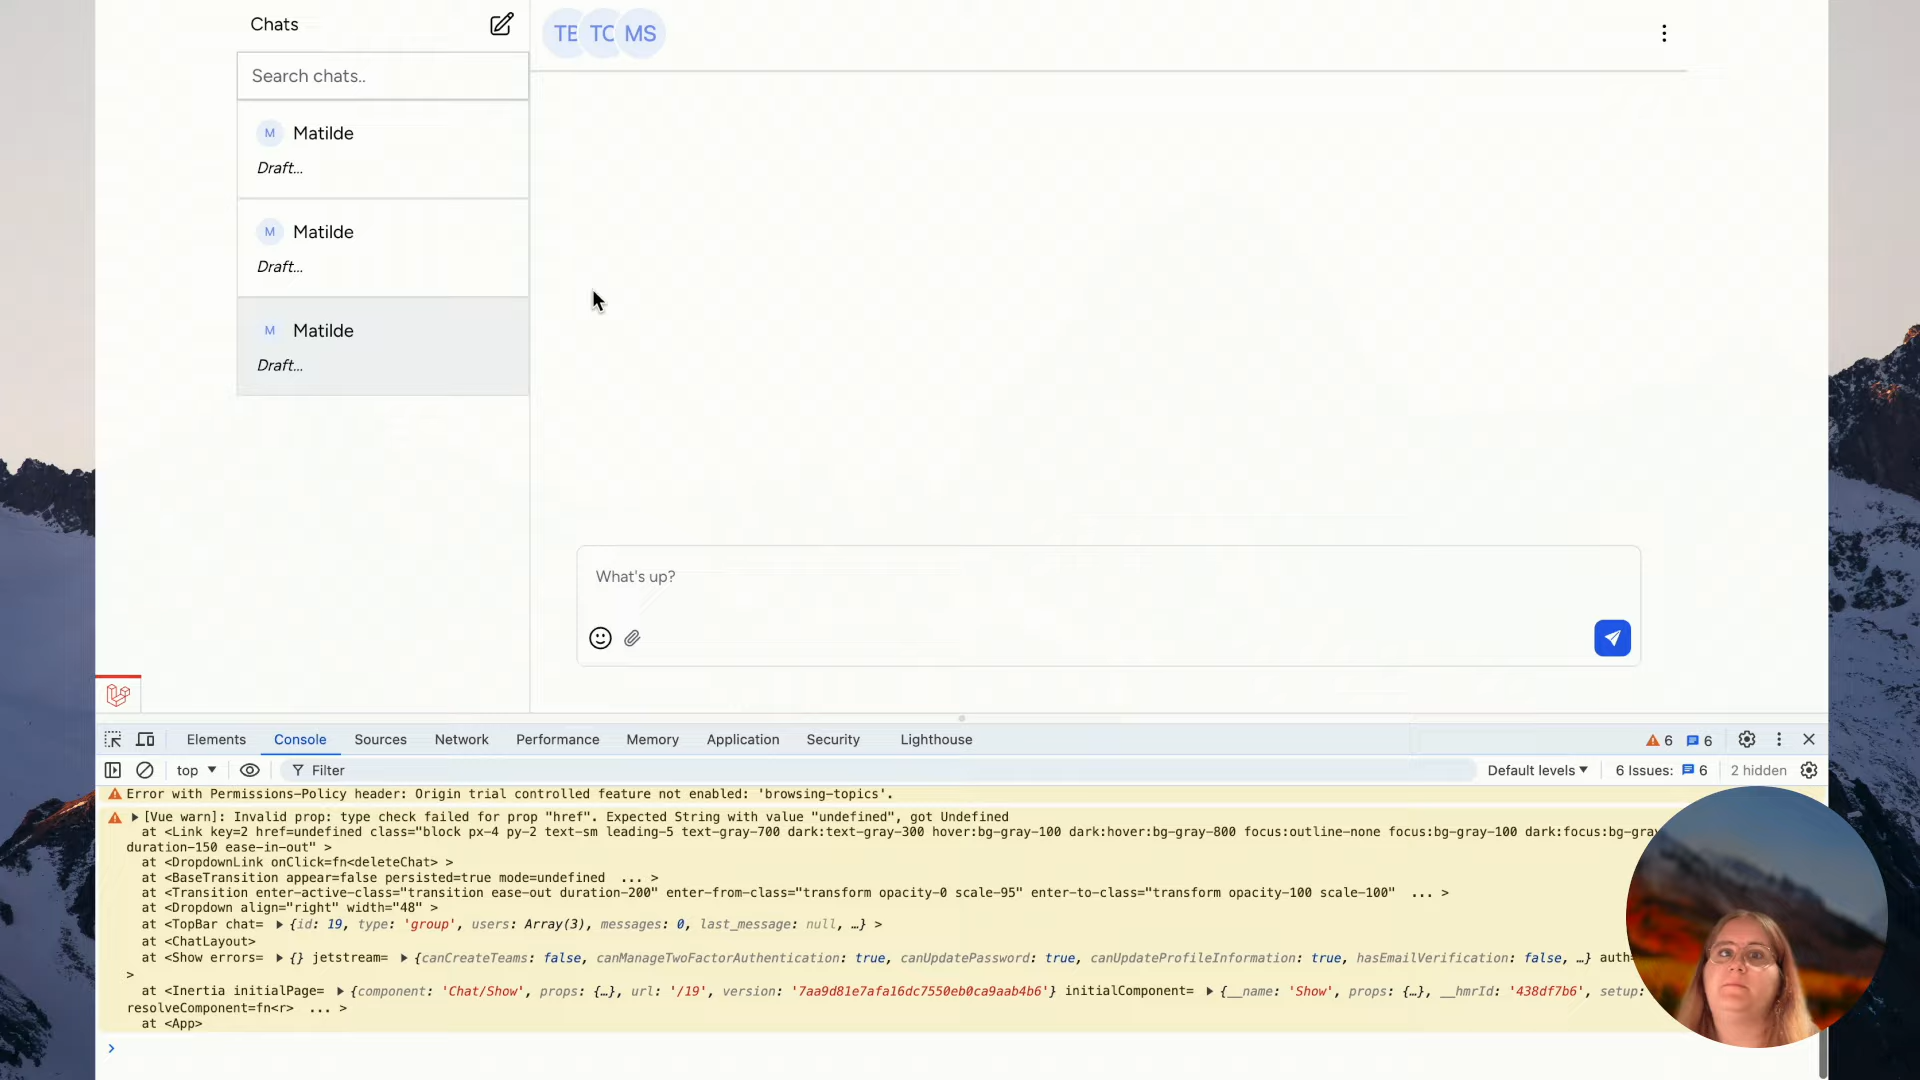 Chats
TE TC MS
Search chats..
M Matilde
Draft...
M Matilde
Draft...
M Matilde
Draft...
What's up?
Elements Console Sources Network Performance Memory Application Security Lighthouse 6 6
top Filter Default levels 6 Issues: 6 2 hidden
Error with Permissions-Policy header: Origin trial controlled feature not enabled: 'browsing-topics'.
[Vue warn]: Invalid prop: type check failed for prop "href". Expected String with value "undefined", got Undefined
at <Link key=2 href=undefined class="block px-4 py-2 text-sm leading-5 text-gray-700 dark:text-gray-300 hover:bg-gray-100 dark:hover:bg-gray-800 focus:outline-none focus:bg-gray-100 dark:focus:bg-gray
duration-150 ease-in-out" >
at <DropdownLink onClick=fn<deleteChat> >
at <BaseTransition appear=false persisted=true mode=undefined ... >
at <Transition enter-active-class="transition ease-out duration-200" enter-from-class="transform opacity-0 scale-95" enter-to-class="transform opacity-100 scale-100" ... >
at <Dropdown align="right" width="48" >
at <TopBar chat= {id: 19, type: 'group', users: Array(3), messages: 0, last_message: null, …} >
at <ChatLayout>
at <Show errors= {} jetstream= {canCreateTeams: false, canManageTwoFactorAuthentication: true, canUpdatePassword: true, canUpdateProfileInformation: true, hasEmailVerification: false, …} auth=
>
at <Inertia initialPage= {component: 'Chat/Show', props: {…}, url: '/19', version: '7aa9d81e7afa16dc7550eb0ca9aab4b6'} initialComponent= {__name: 'Show', props: {…}, __hmrId: '438df7b6', setup:
resolveComponent=fn<r> ... >
at <App>